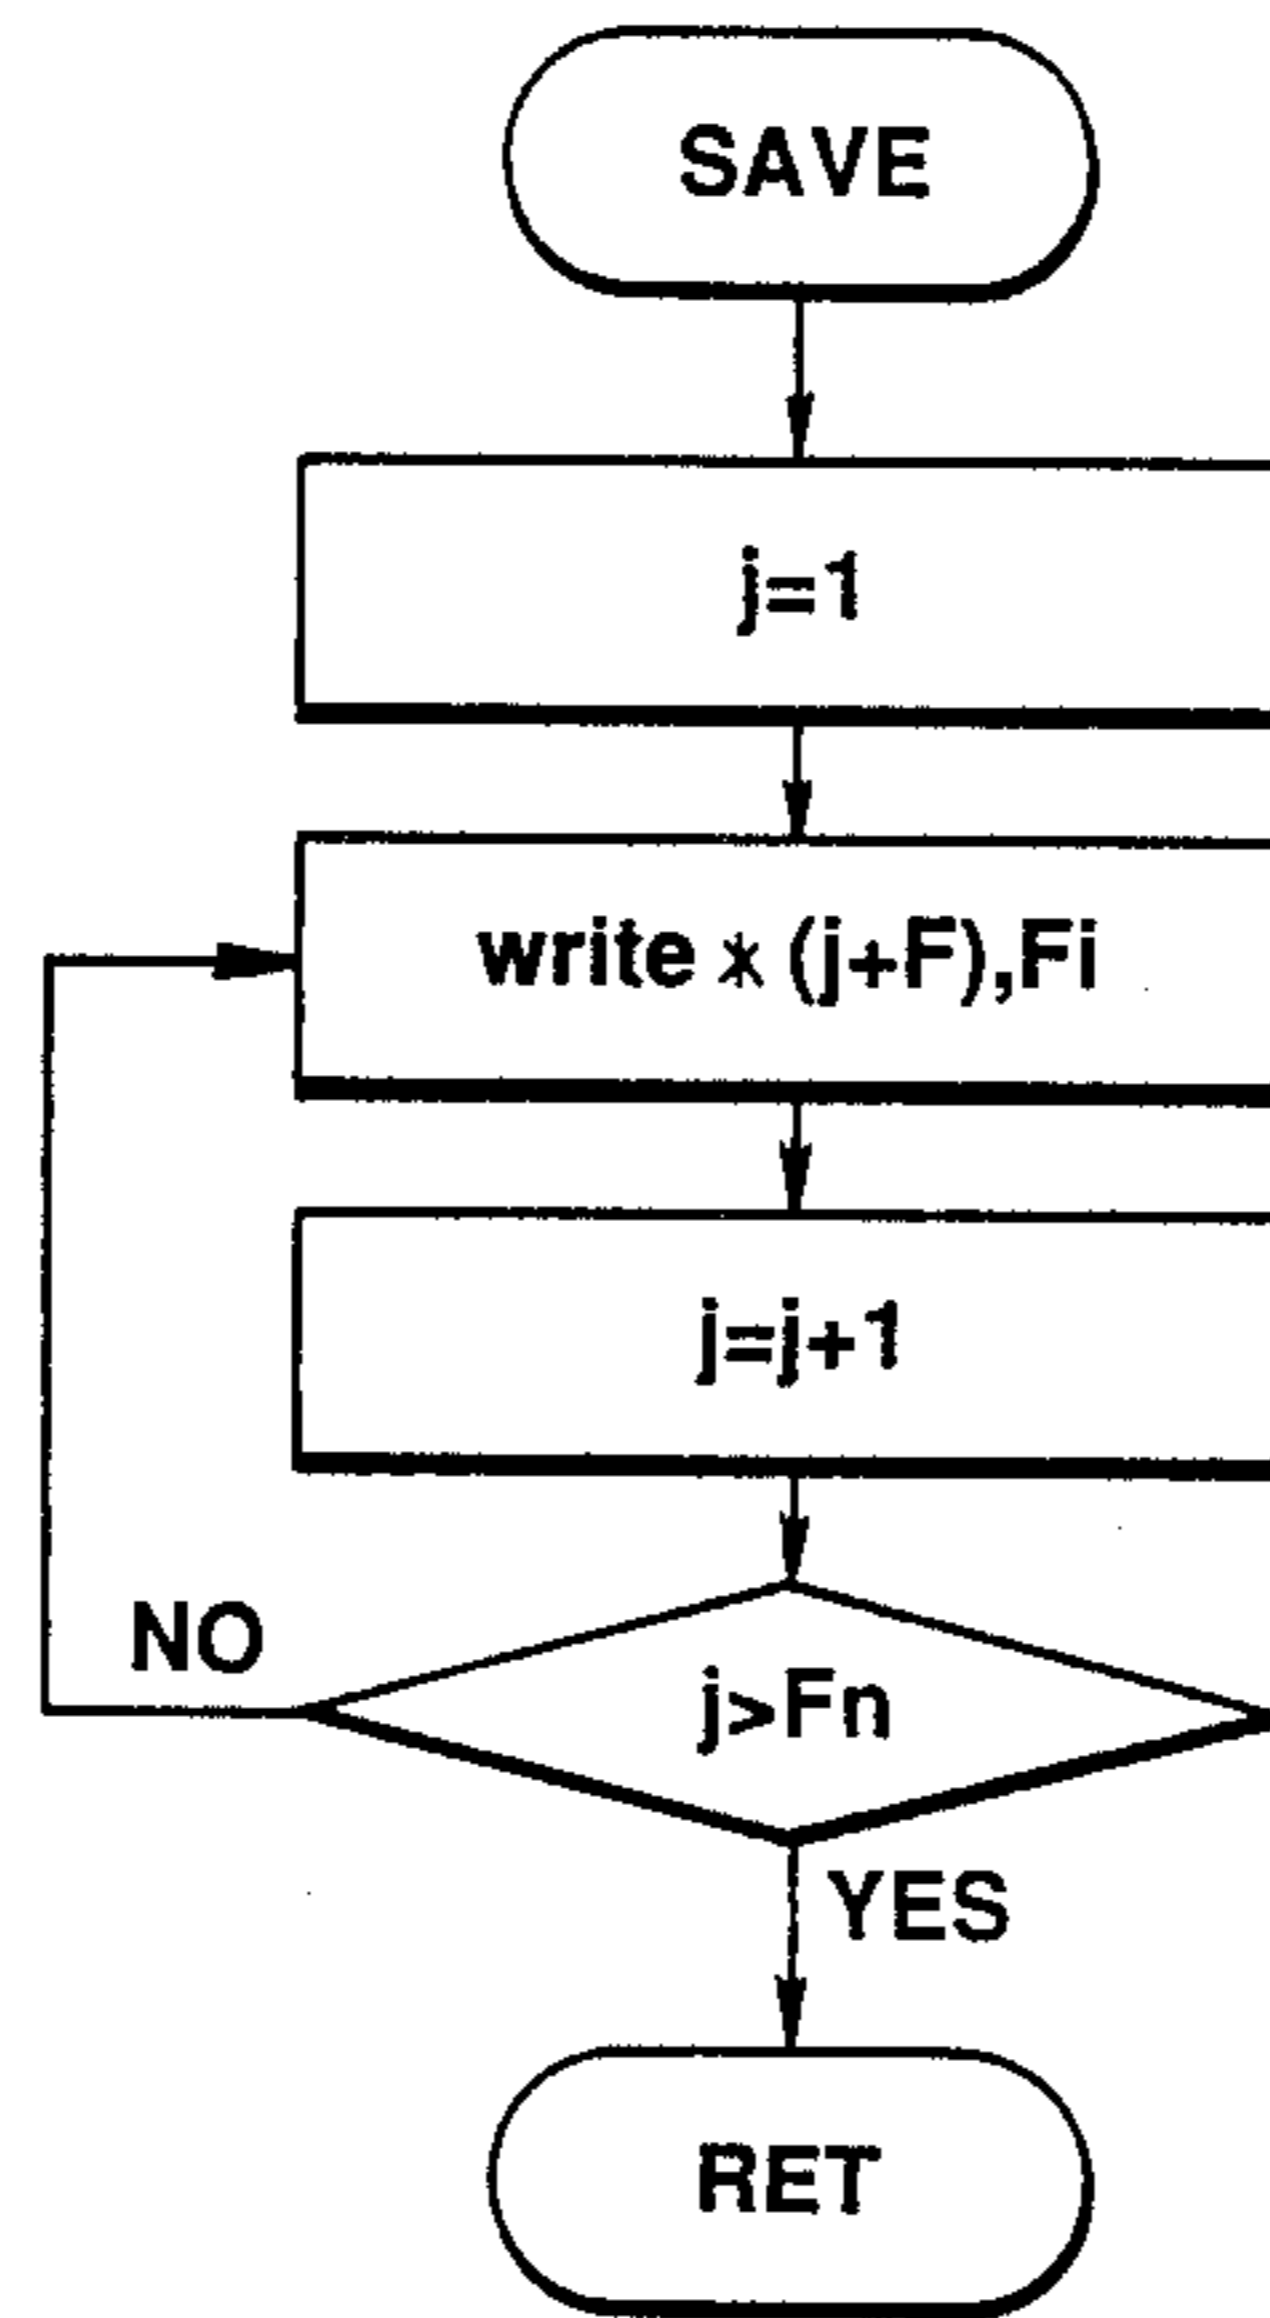 SAVE
j=1
write * (j+F),Fi
j=j+1
NO
j>Fn
YES
RET